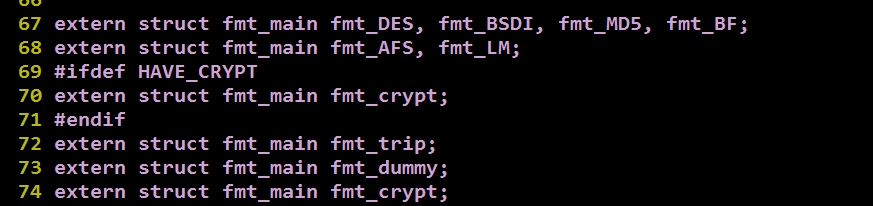 66
67 extern struct fmt_main fmt_DES, fmt_BSDI, fmt_MD5, fmt_BF;
68 extern struct fmt_main fmt_AFS, fmt_LM;
69 #ifdef HAVE_CRYPT
70 extern struct fmt_main fmt_crypt;
71 #endif
72 extern struct fmt_main fmt_trip;
73 extern struct fmt_main fmt_dummy;
74 extern struct fmt_main fmt_crypt;